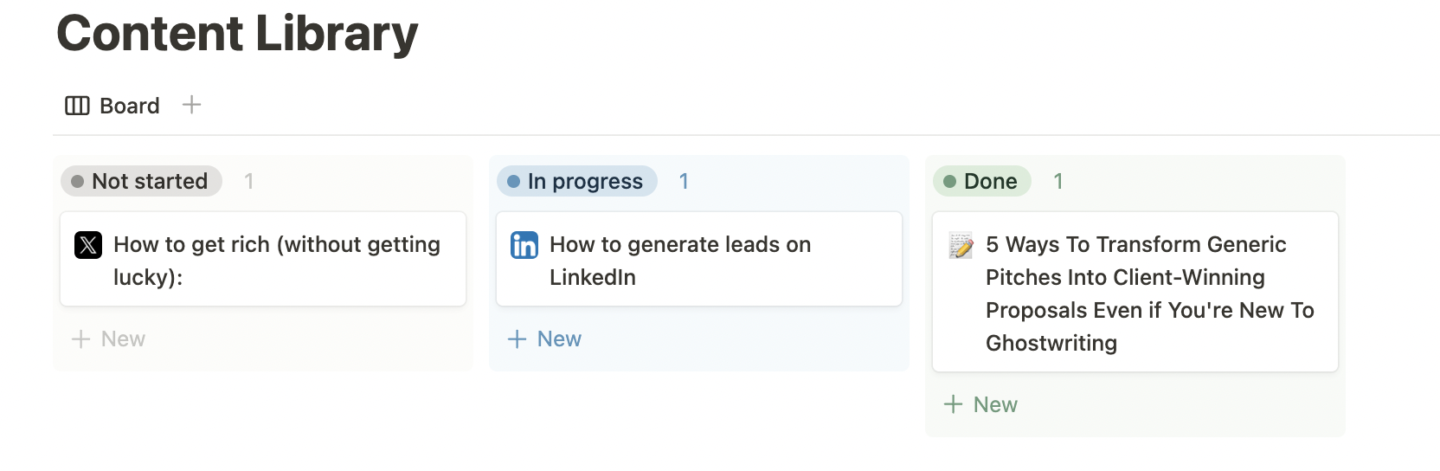 Content Library
Board +
Not started 1
How to get rich (without getting
lucky):
+ New
In progress 1
in How to generate leads on
LinkedIn
+ New
Done 1
5 Ways To Transform Generic
Pitches Into Client-Winning
Proposals Even if You're New To
Ghostwriting
+ New